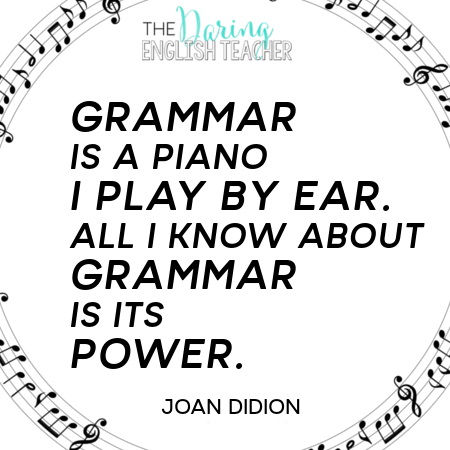 THE Daring
ENGLISH TEACHER
GRAMMAR
IS A PIANO
I PLAY BY EAR.
ALL I KNOW ABOUT
GRAMMAR
IS ITS
POWER.
JOAN DIDION